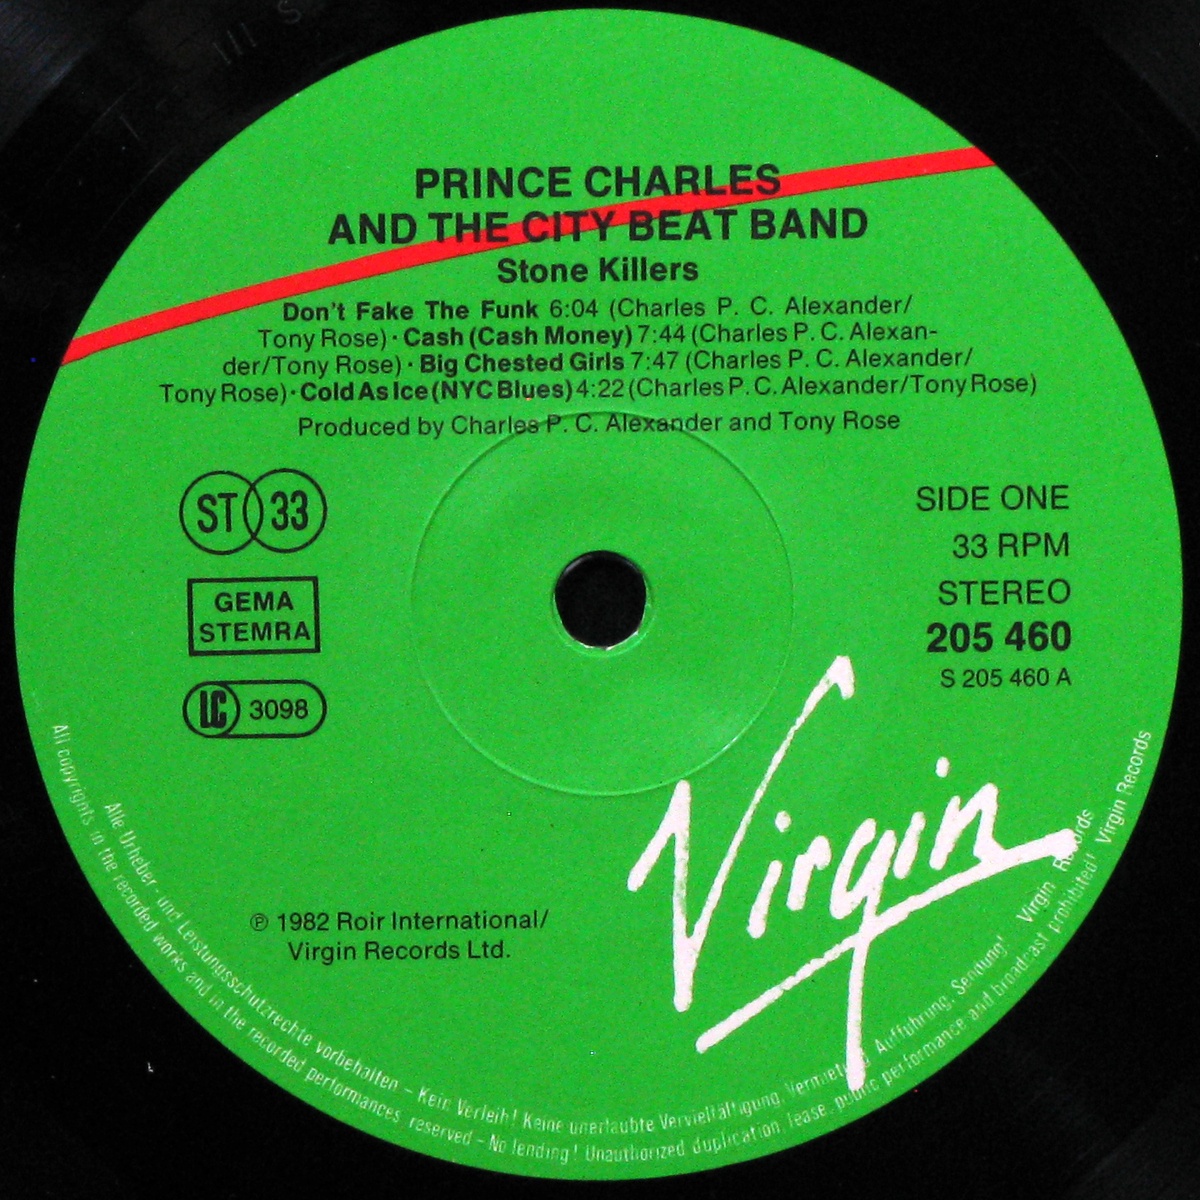 PRINCE CHARLES
AND THE CITY BEAT BAND
Stone Killers
Don't Fake The Funk 6:04 (Charles P. C. Alexander/
Tony Rose) · Cash (Cash Money) 7:44 (Charles P. C. Alexan-
der/Tony Rose) · Big Chested Girls 7:47 (Charles P. C. Alexander/
Tony Rose) · Cold As Ice (NYC Blues) 4:22 (Charles P. C. Alexander/Tony Rose)
Produced by Charles P. C. Alexander and Tony Rose
ST 33
GEMA
STEMRA
LC 3098
SIDE ONE
33 RPM
STEREO
205 460
S 205 460 A
Virgin
℗ 1982 Roir International/
Virgin Records Ltd.
Alle Urheber- und Leistungsschutzrechte vorbehalten – Kein Verleih! Keine unerlaubte Vervielfältigung, Vermietung, Aufführung, Sendung! Virgin Records
All copyrights in the recorded works and in the recorded performances reserved – No lending! Unauthorized duplication, lease, public performance and broadcast prohibited! Virgin Records